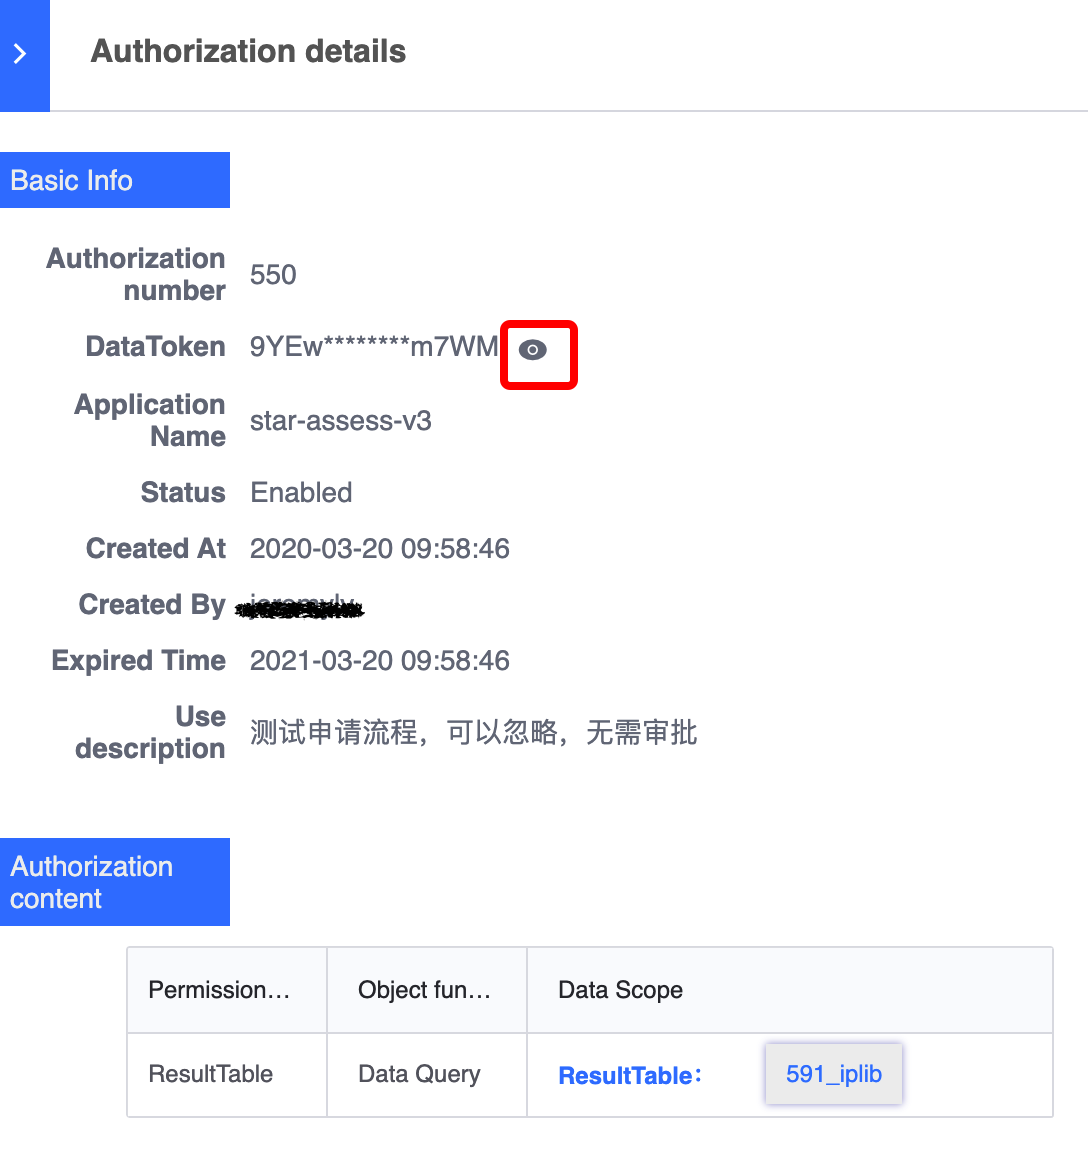 Authorization details
Basic Info
Authorization
number
550
DataToken
9YEw********m7WM
Application
Name
star-assess-v3
Status
Enabled
Created At
2020-03-20 09:58:46
Created By
Expired Time
2021-03-20 09:58:46
Use
description
测试申请流程，可以忽略，无需审批
Authorization
content
Permission…
Object fun…
Data Scope
ResultTable
Data Query
ResultTable：
591_iplib